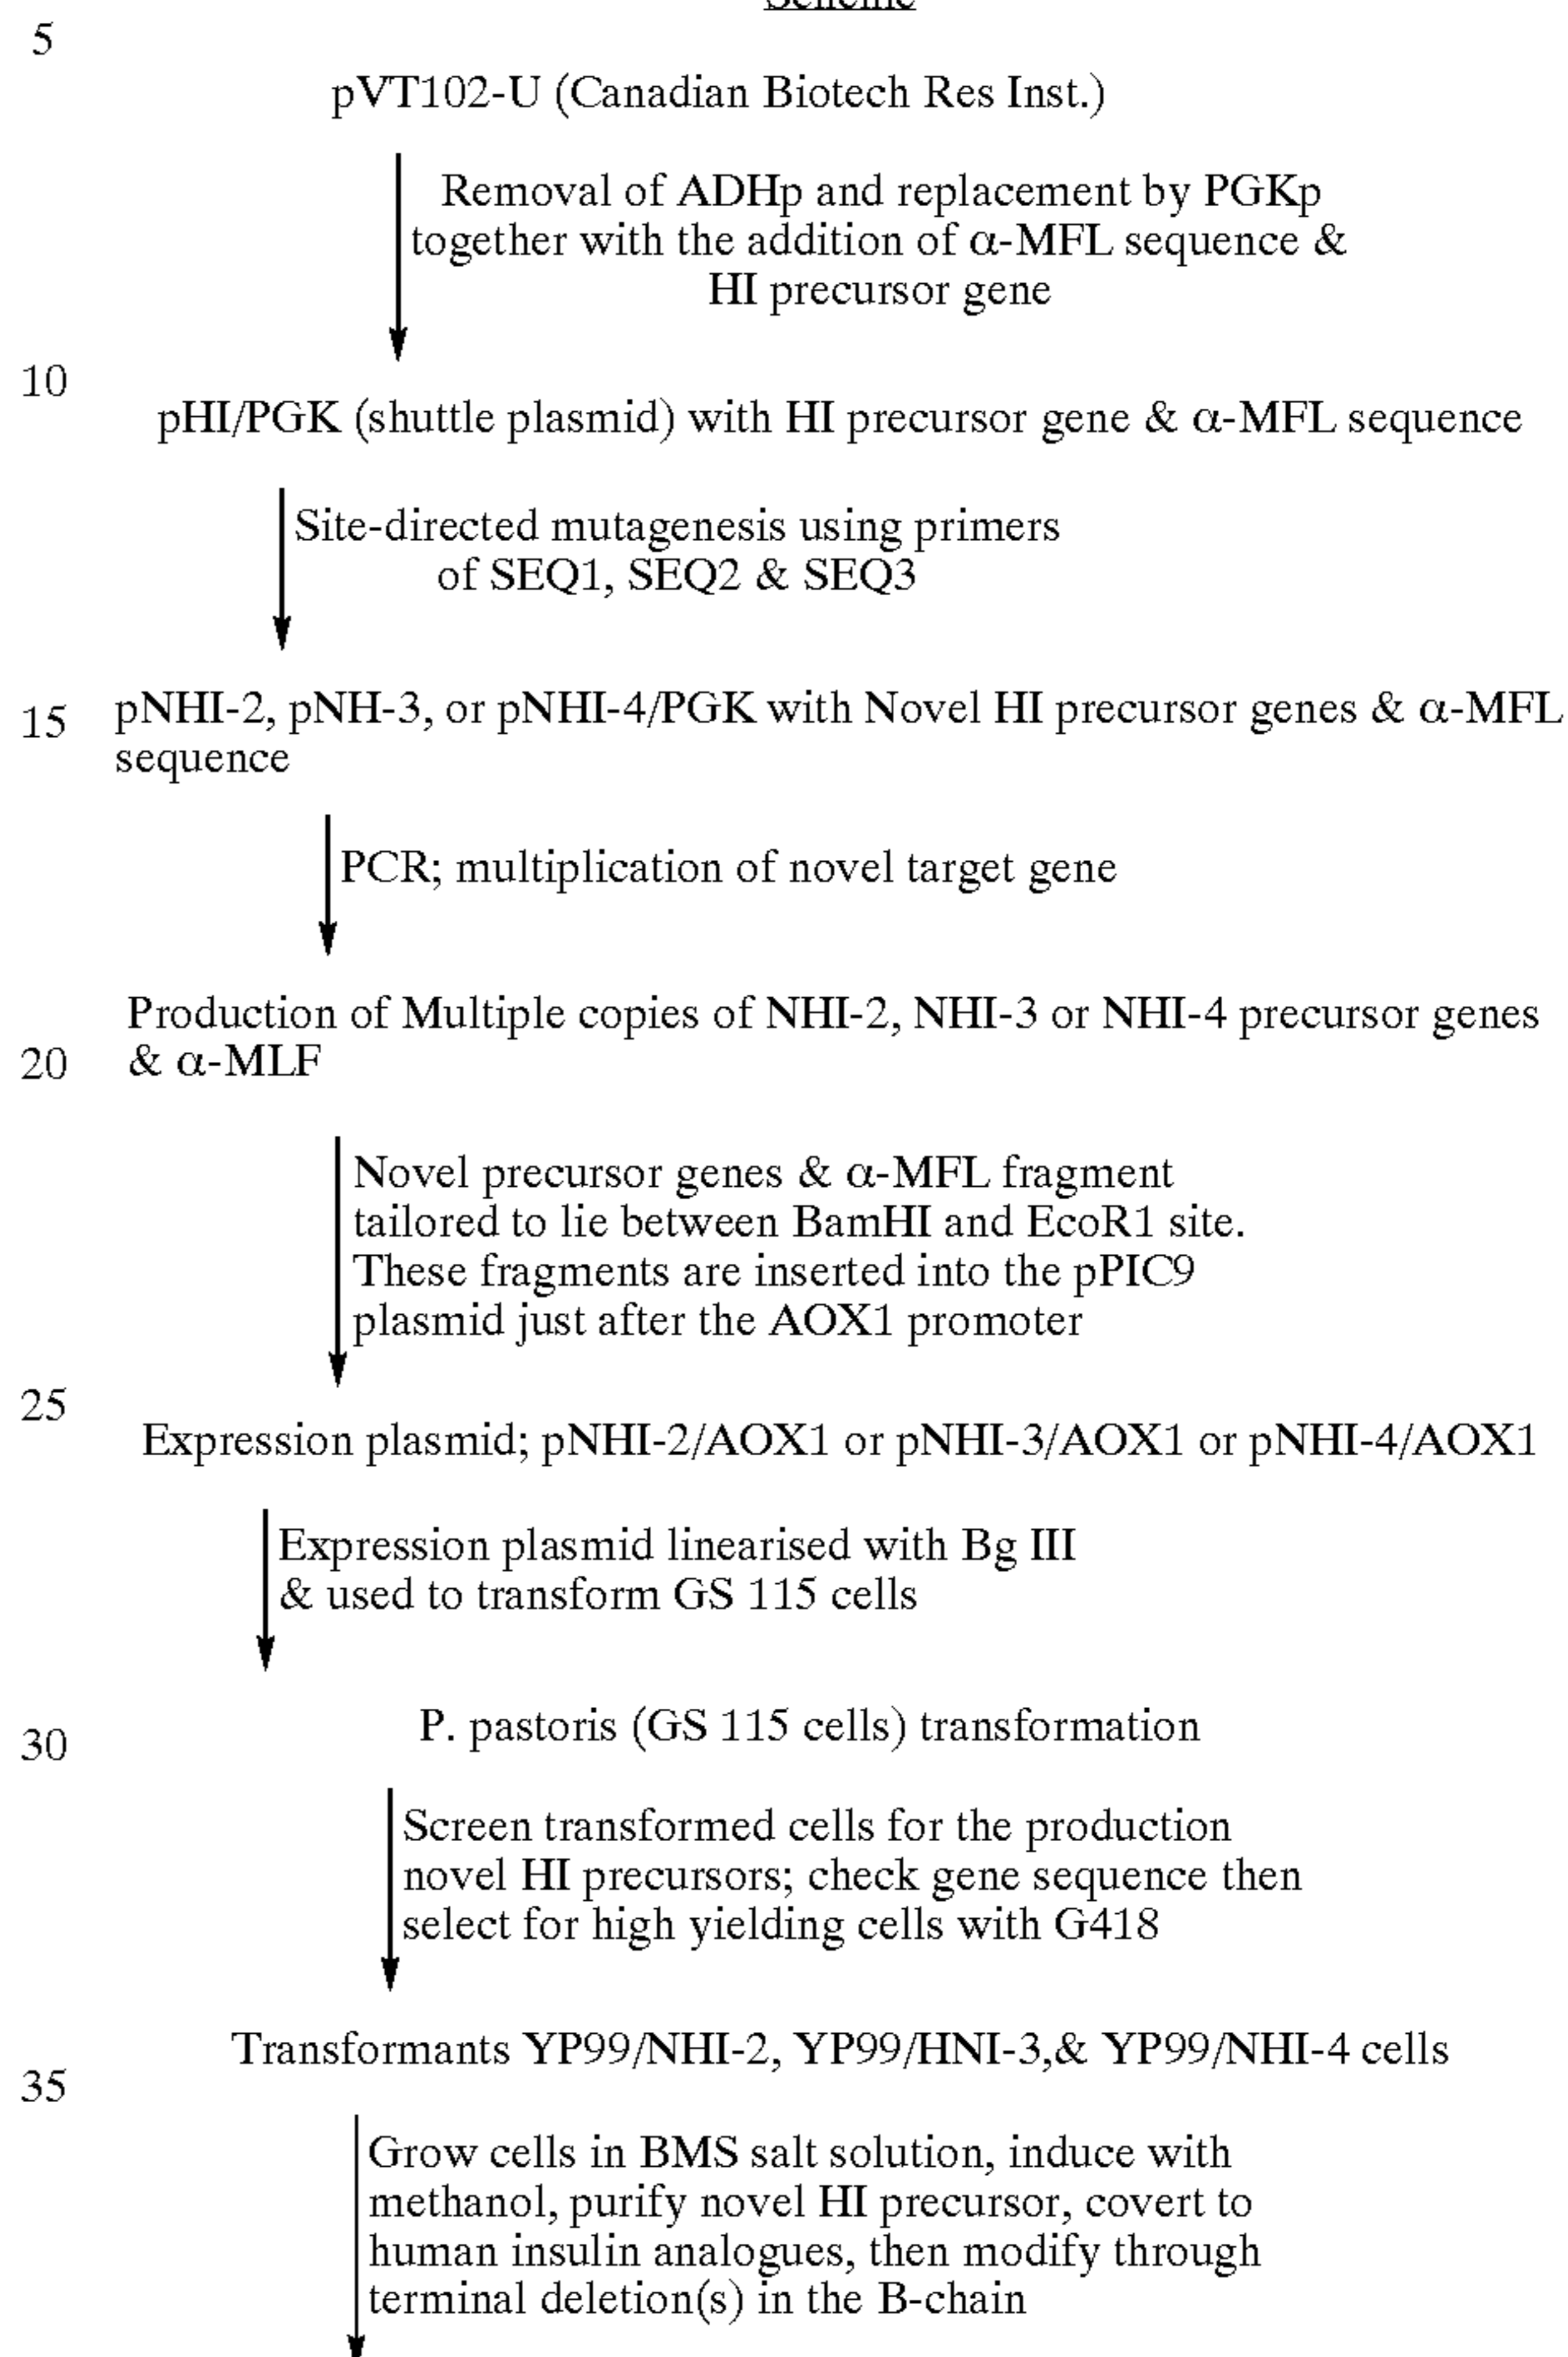 Scheme
5
pVT102-U (Canadian Biotech Res Inst.)
Removal of ADHp and replacement by PGKp
together with the addition of α-MFL sequence &
HI precursor gene
10
pHI/PGK (shuttle plasmid) with HI precursor gene & α-MFL sequence
Site-directed mutagenesis using primers
of SEQ1, SEQ2 & SEQ3
15 pNHI-2, pNH-3, or pNHI-4/PGK with Novel HI precursor genes & α-MFL
sequence
PCR; multiplication of novel target gene
Production of Multiple copies of NHI-2, NHI-3 or NHI-4 precursor genes
20 & α-MLF
Novel precursor genes & α-MFL fragment
tailored to lie between BamHI and EcoR1 site.
These fragments are inserted into the pPIC9
plasmid just after the AOX1 promoter
25
Expression plasmid; pNHI-2/AOX1 or pNHI-3/AOX1 or pNHI-4/AOX1
Expression plasmid linearised with Bg III
& used to transform GS 115 cells
30 P. pastoris (GS 115 cells) transformation
Screen transformed cells for the production
novel HI precursors; check gene sequence then
select for high yielding cells with G418
Transformants YP99/NHI-2, YP99/HNI-3,& YP99/NHI-4 cells
35
Grow cells in BMS salt solution, induce with
methanol, purify novel HI precursor, covert to
human insulin analogues, then modify through
terminal deletion(s) in the B-chain